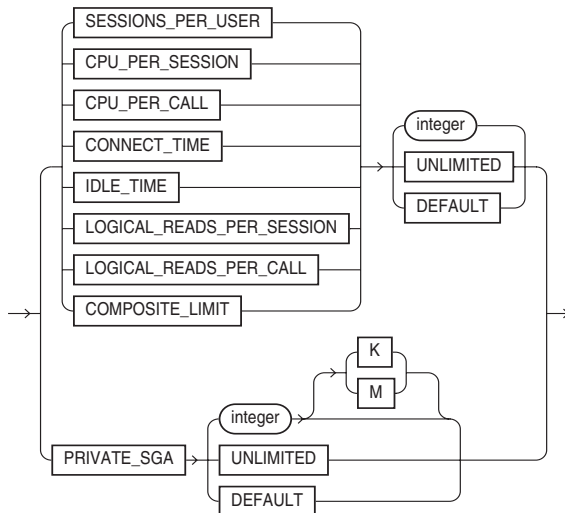 SESSIONS_PER_USER
CPU_PER_SESSION
CPU_PER_CALL
CONNECT_TIME
IDLE_TIME
LOGICAL_READS_PER_SESSION
LOGICAL_READS_PER_CALL
COMPOSITE_LIMIT
integer
UNLIMITED
DEFAULT
PRIVATE_SGA
integer
K
M
UNLIMITED
DEFAULT